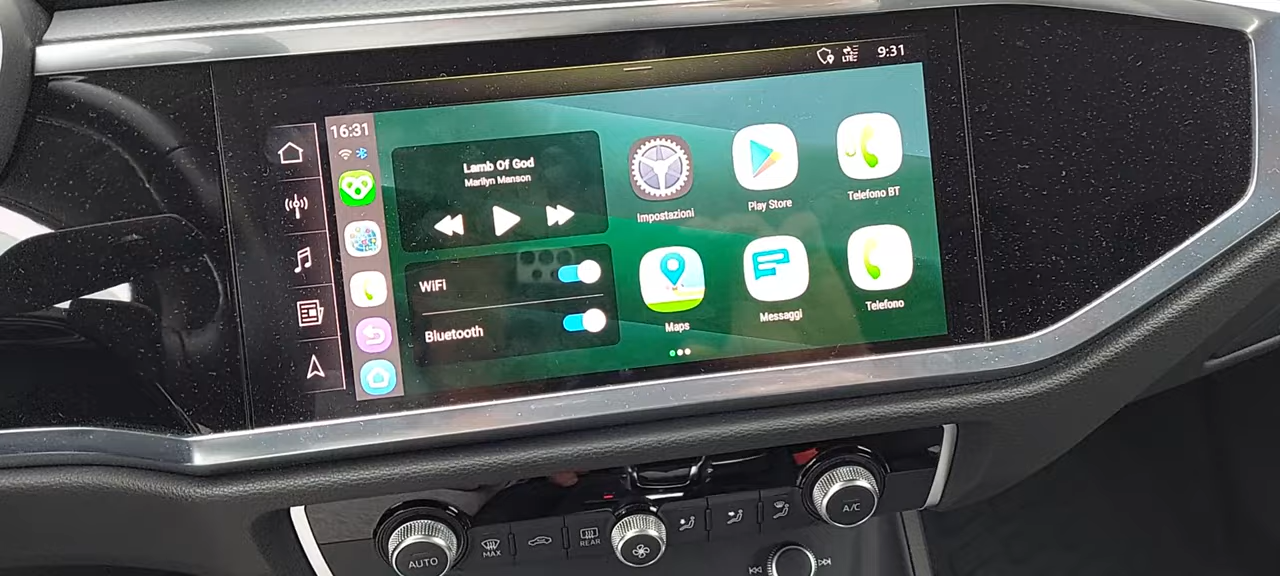 LTE
9:31
16:31
Lamb Of God
Marilyn Manson
WiFi
Bluetooth
Impostazioni
Play Store
Telefono BT
Maps
Messaggi
Telefono
AUTO
MAX
REAR
A/C